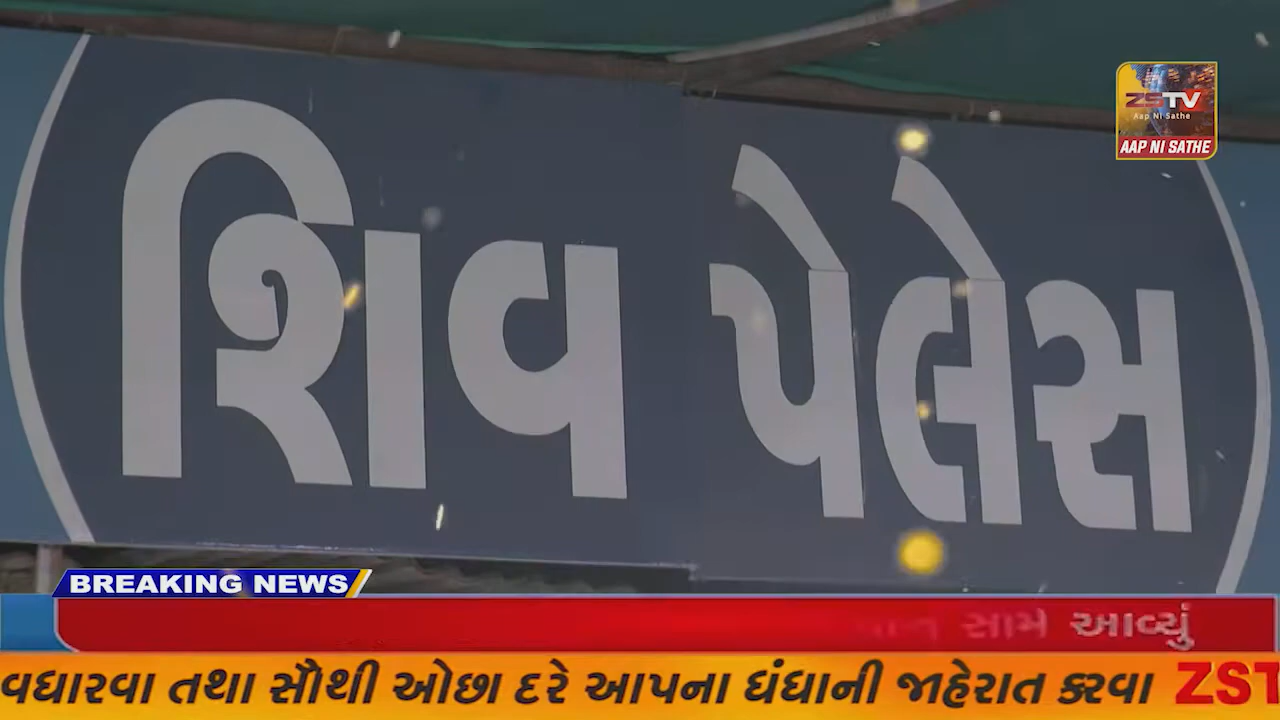 શિવ પેલેસ
ZSTV
Aap Ni Sathe
AAP NI SATHE
BREAKING NEWS
સામે આવ્યું
વધારવા તથા સૌથી ઓછા દરે આપના ધંધાની જાહેરાત કરવા ZST